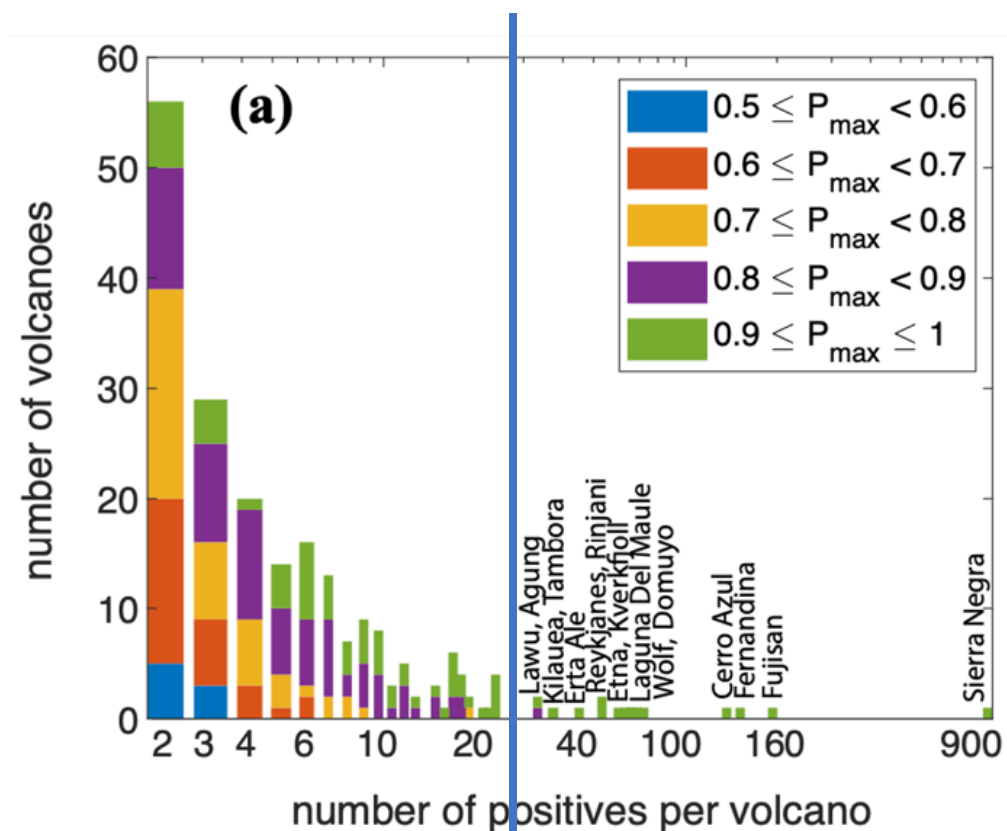 (a)
60
50
40
30
20
10
0
number of volcanoes
0.5 ≤ Pmax < 0.6
0.6 ≤ Pmax < 0.7
0.7 ≤ Pmax < 0.8
0.8 ≤ Pmax < 0.9
0.9 ≤ Pmax ≤ 1
Lawu, Agung
Kilauea, Tambora
Erta Ale
Reykjanes, Rinjani
Etna, Kverkfjoll
Laguna Del Maule
Wolf, Domuyo
Cerro Azul
Fernandina
Fujisan
Sierra Negra
2 3 4 6 10 20 40 100 160 900
number of positives per volcano